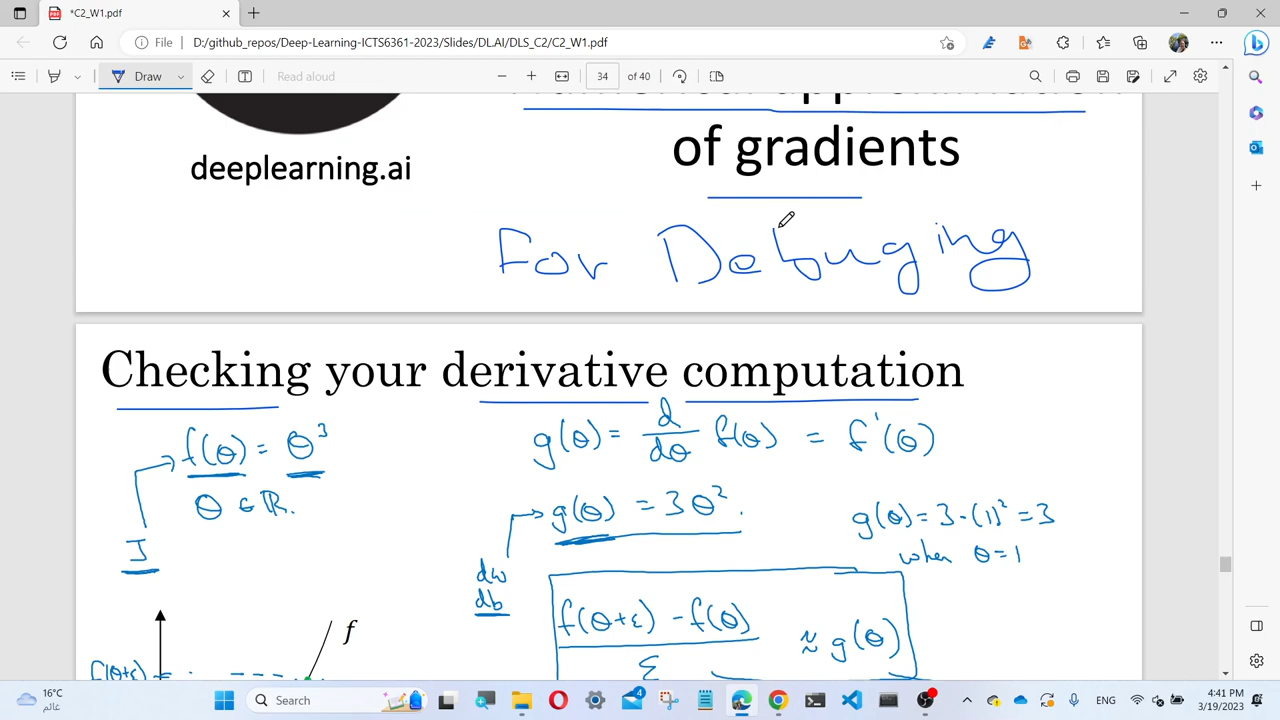 *C2_W1.pdf
File
D:/github_repos/Deep-Learning-ICTS6361-2023/Slides/DL.AI/DLS_C2/C2_W1.pdf
Draw
Read aloud
34 of 40
of gradients
deeplearning.ai
For Debuging
Checking your derivative computation
f(θ) = θ³
θ ∈ ℝ.
I
g(θ) = d/dθ f(θ) = f'(θ)
g(θ) = 3θ².
g(θ) = 3·(1)² = 3
when θ=1
dw
db
f(θ+ε) - f(θ)
ε
≈ g(θ)
f
f(θ+ε)
16°C
غائم
Search
4
ENG
4:41 PM
3/19/2023